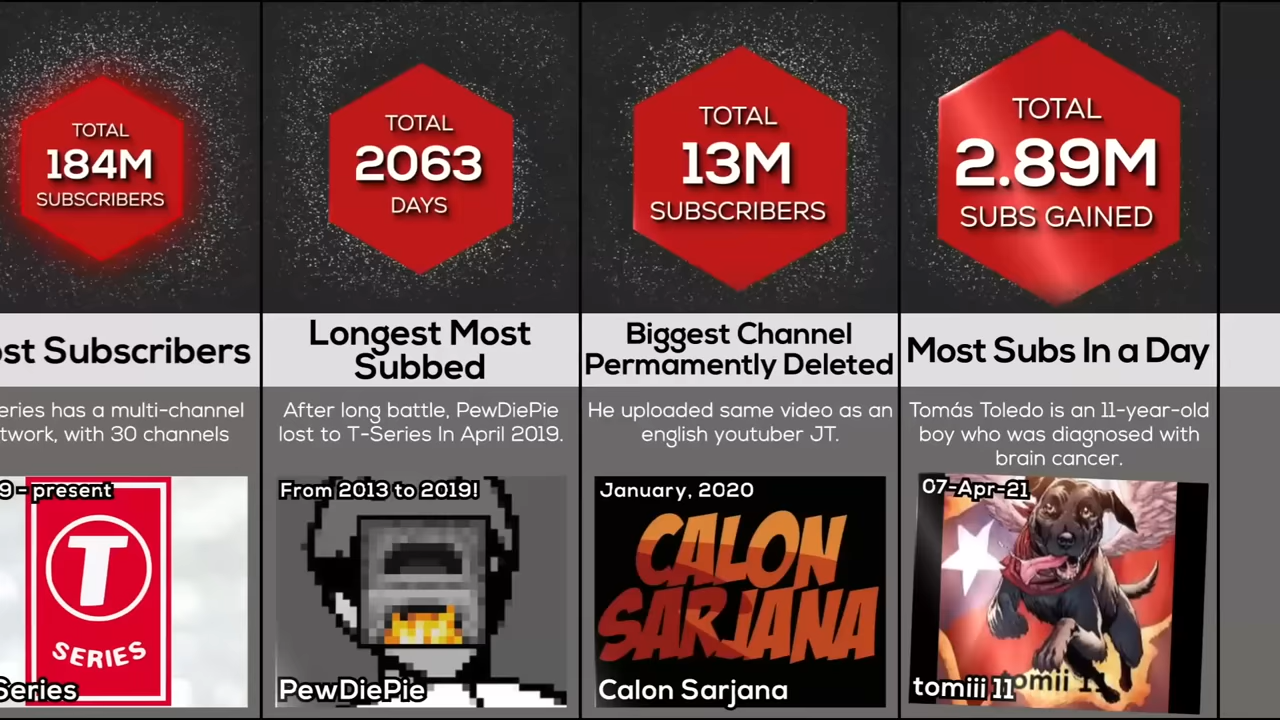 TOTAL
184M
SUBSCRIBERS
ost Subscribers
eries has a multi-channel
twork, with 30 channels
9 - present
T
SERIES
Series
TOTAL
2063
DAYS
Longest Most
Subbed
After long battle, PewDiePie
lost to T-Series In April 2019.
From 2013 to 2019!
PewDiePie
TOTAL
13M
SUBSCRIBERS
Biggest Channel
Permamently Deleted
He uploaded same video as an
english youtuber JT.
January, 2020
CALON
SARJANA
Calon Sarjana
TOTAL
2.89M
SUBS GAINED
Most Subs In a Day
Tomás Toledo is an 11-year-old
boy who was diagnosed with
brain cancer.
07-Apr-21
tomiii 11